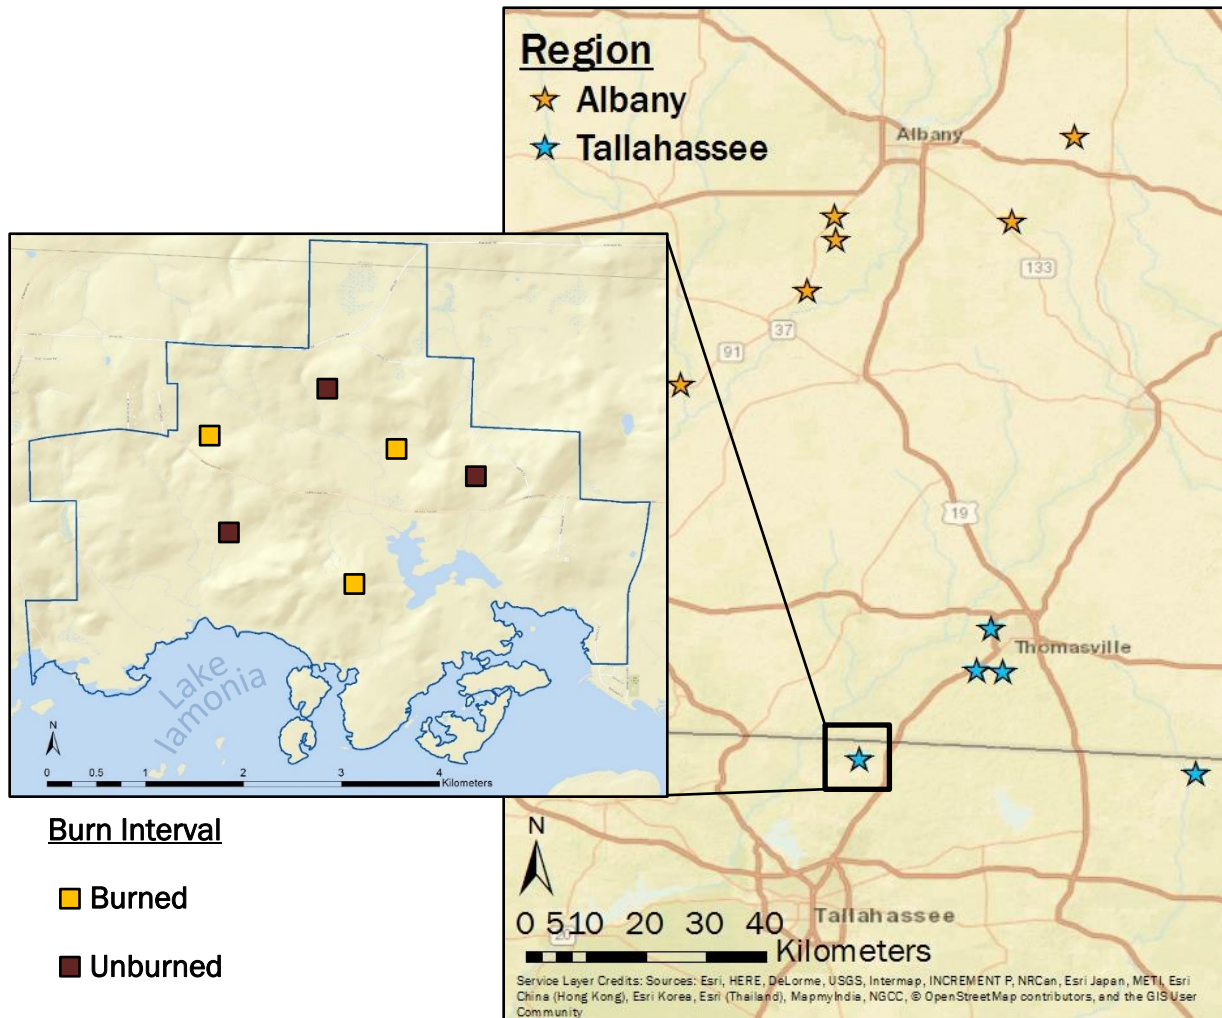 Region
Albany
Tallahassee
Albany
133
37
91
19
Thomasville
Lake
Iamonia
N
0 0.5 1 2 3 4
Kilometers
Burn Interval
Burned
Unburned
N
0 510 20 30 40
Kilometers
Tallahassee
20
Service Layer Credits: Sources: Esri, HERE, DeLorme, USGS, Intermap, INCREMENT P, NRCan, Esri Japan, METI, Esri
China (Hong Kong), Esri Korea, Esri (Thailand), MapmyIndia, NGCC, © OpenStreetMap contributors, and the GIS User
Community